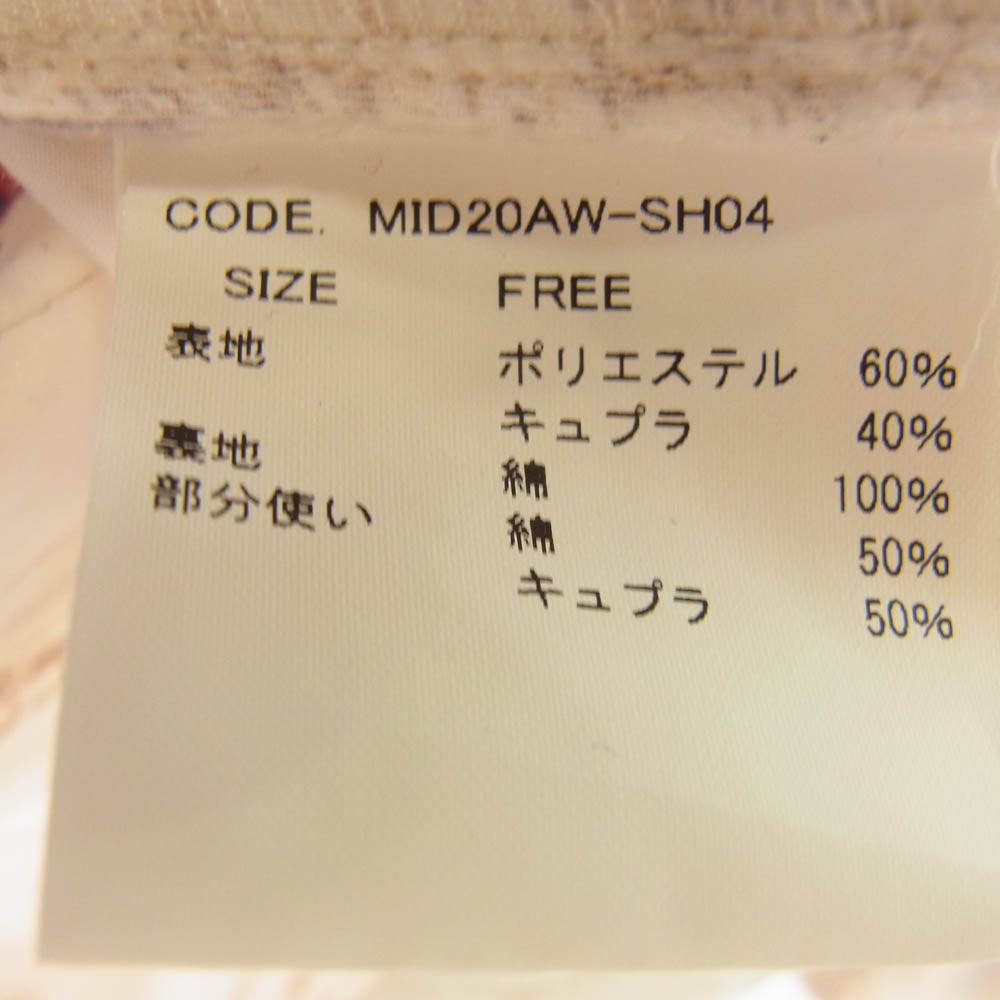 CODE. MID20AW-SH04
SIZE FREE
表地 ポリエステル 60%
キュプラ 40%
裏地 綿 100%
部分使い 綿 50%
キュプラ 50%